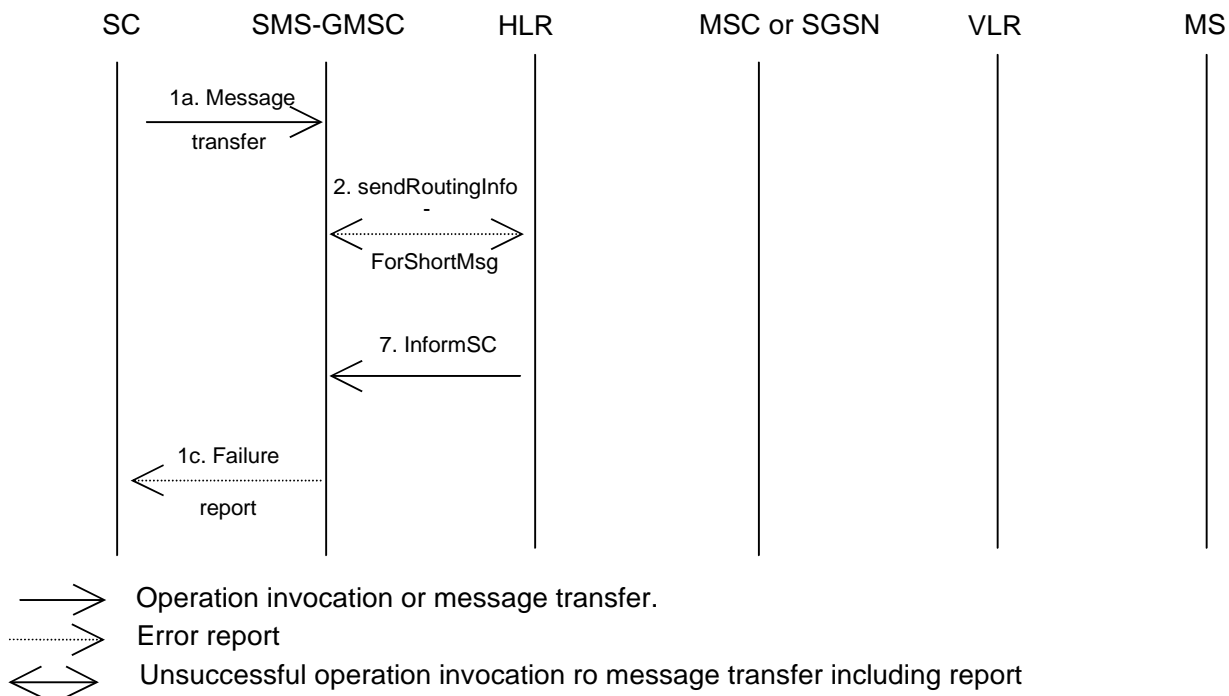 SC SMS-GMSC HLR MSC or SGSN VLR MS
1a. Message
transfer
2. sendRoutingInfo
-
ForShortMsg
7. InformSC
1c. Failure
report
Operation invocation or message transfer.
Error report
Unsuccessful operation invocation ro message transfer including report